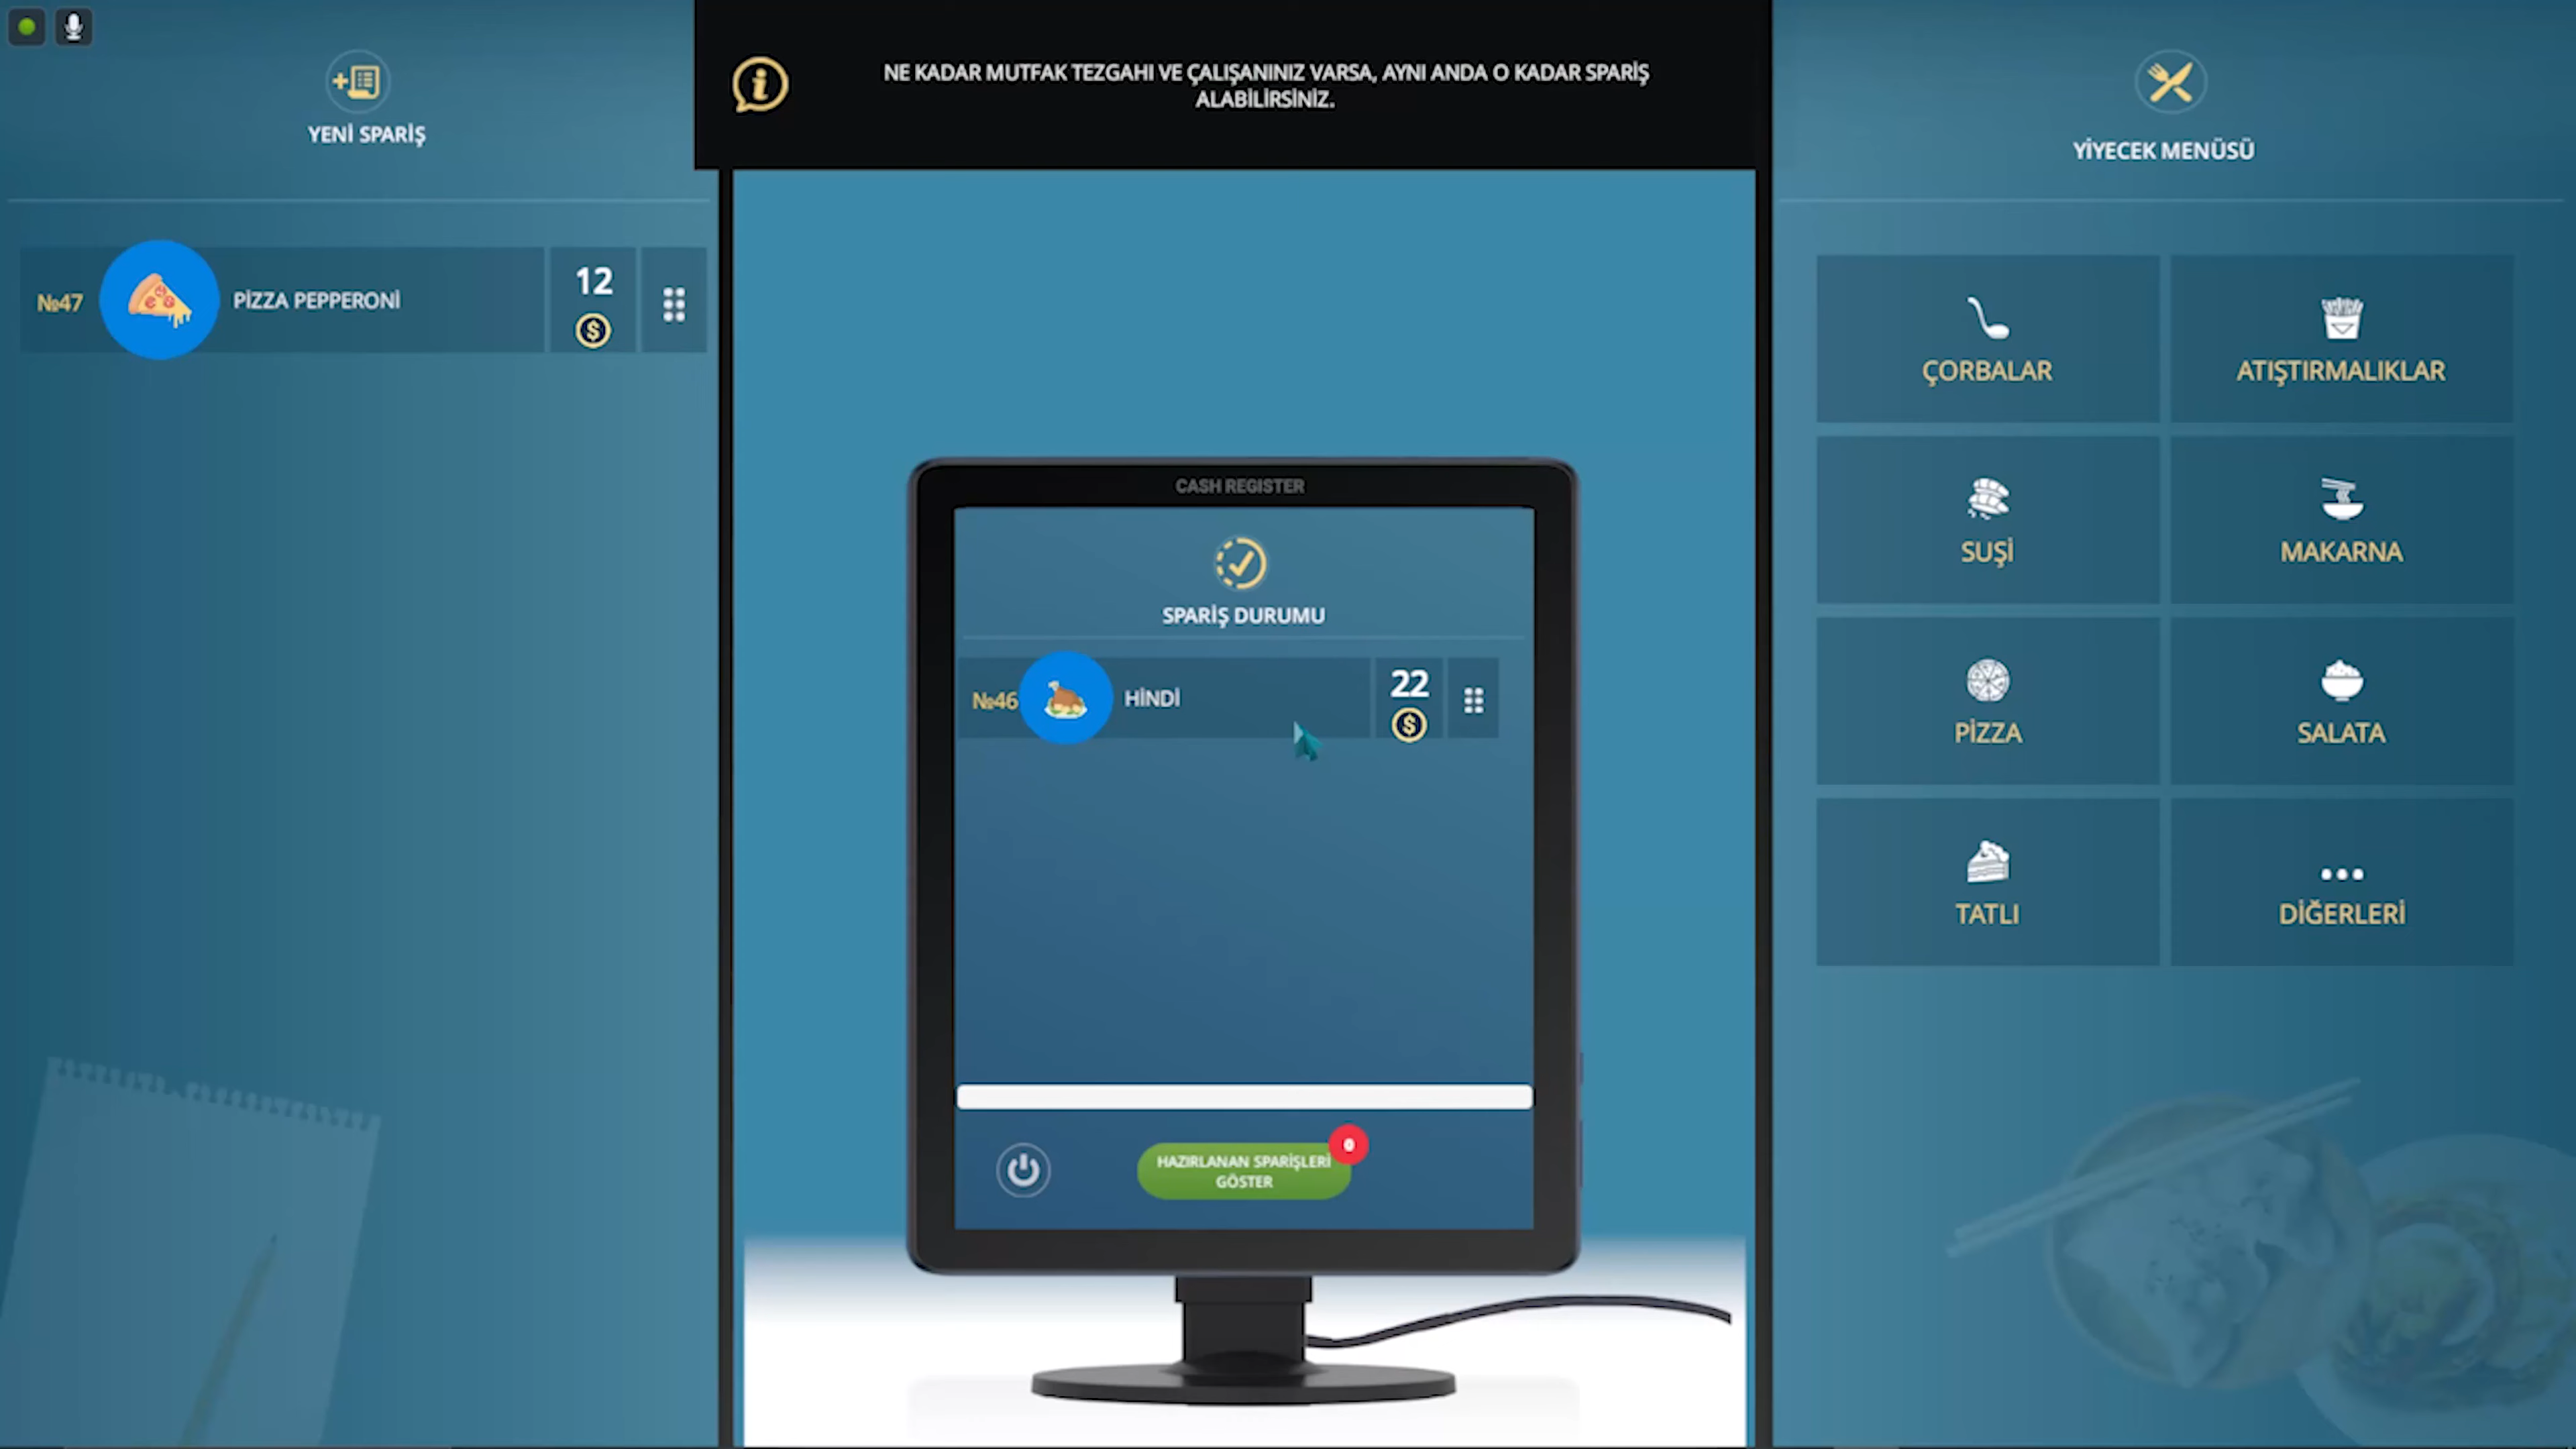 YENİ SPARİŞ
№47
PİZZA PEPPERONİ
12
NE KADAR MUTFAK TEZGAHI VE ÇALIŞANINIZ VARSA, AYNI ANDA O KADAR SPARİŞ
ALABİLİRSİNİZ.
CASH REGISTER
SPARİŞ DURUMU
№46
HİNDİ
22
HAZIRLANAN SPARİŞLERİ
GÖSTER
0
YİYECEK MENÜSÜ
ÇORBALAR
ATIŞTIRMALIKLAR
SUŞİ
MAKARNA
PİZZA
SALATA
TATLI
DİĞERLERİ